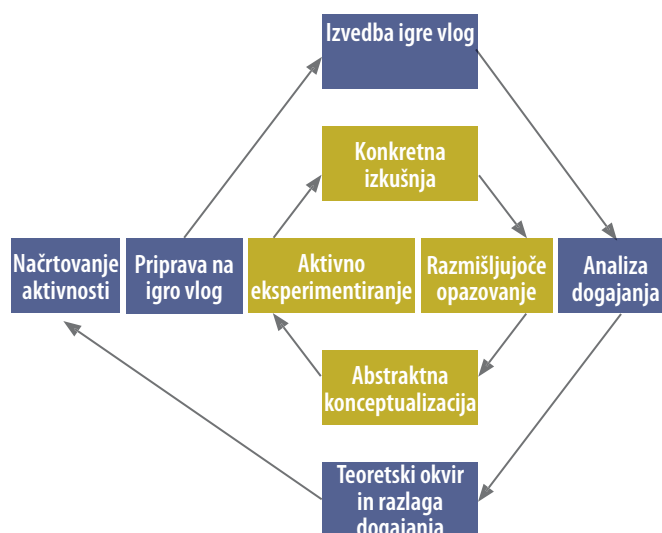 Izvedba igre vlog
Konkretna
izkušnja
Načrtovanje
aktivnosti
Priprava na
igro vlog
Aktivno
eksperimentiranje
Razmišljujoče
opazovanje
Analiza
dogajanja
Abstraktna
konceptualizacija
Teoretski okvir
in razlaga
dogajanja